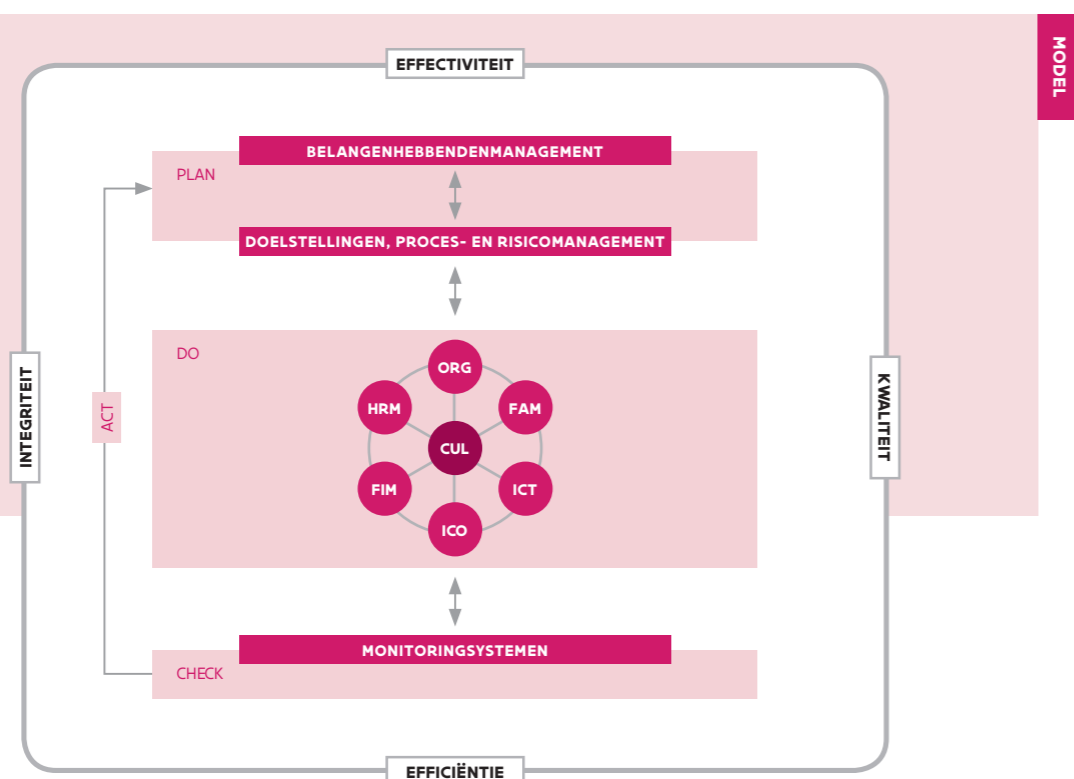 MODEL
EFFECTIVITEIT
BELANGENHEBBENDENMANAGEMENT
PLAN
DOELSTELLINGEN, PROCES- EN RISICOMANAGEMENT
DO
ORG
HRM
FAM
CUL
FIM
ICT
ICO
INTEGRITEIT
ACT
KWALITEIT
MONITORINGSYSTEMEN
CHECK
EFFICIËNTIE